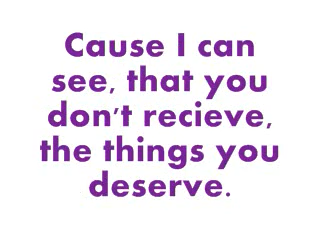 Cause I can
see, that you
don't recieve,
the things you
deserve.